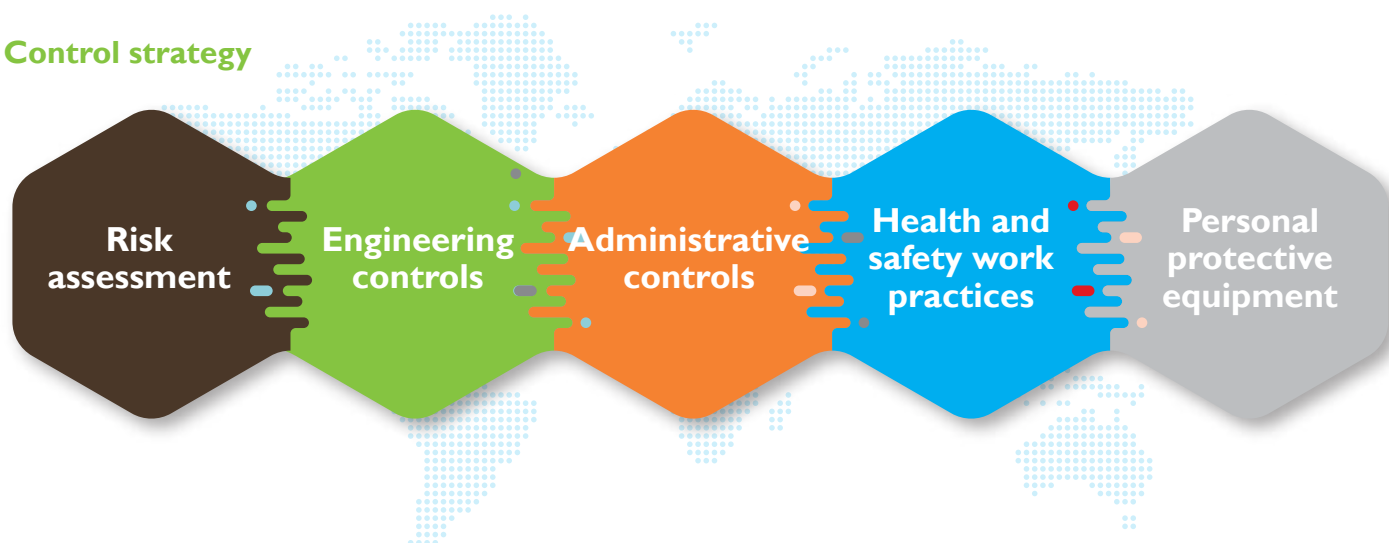 Control strategy
Risk
assessment
Engineering
controls
Administrative
controls
Health and
safety work
practices
Personal
protective
equipment